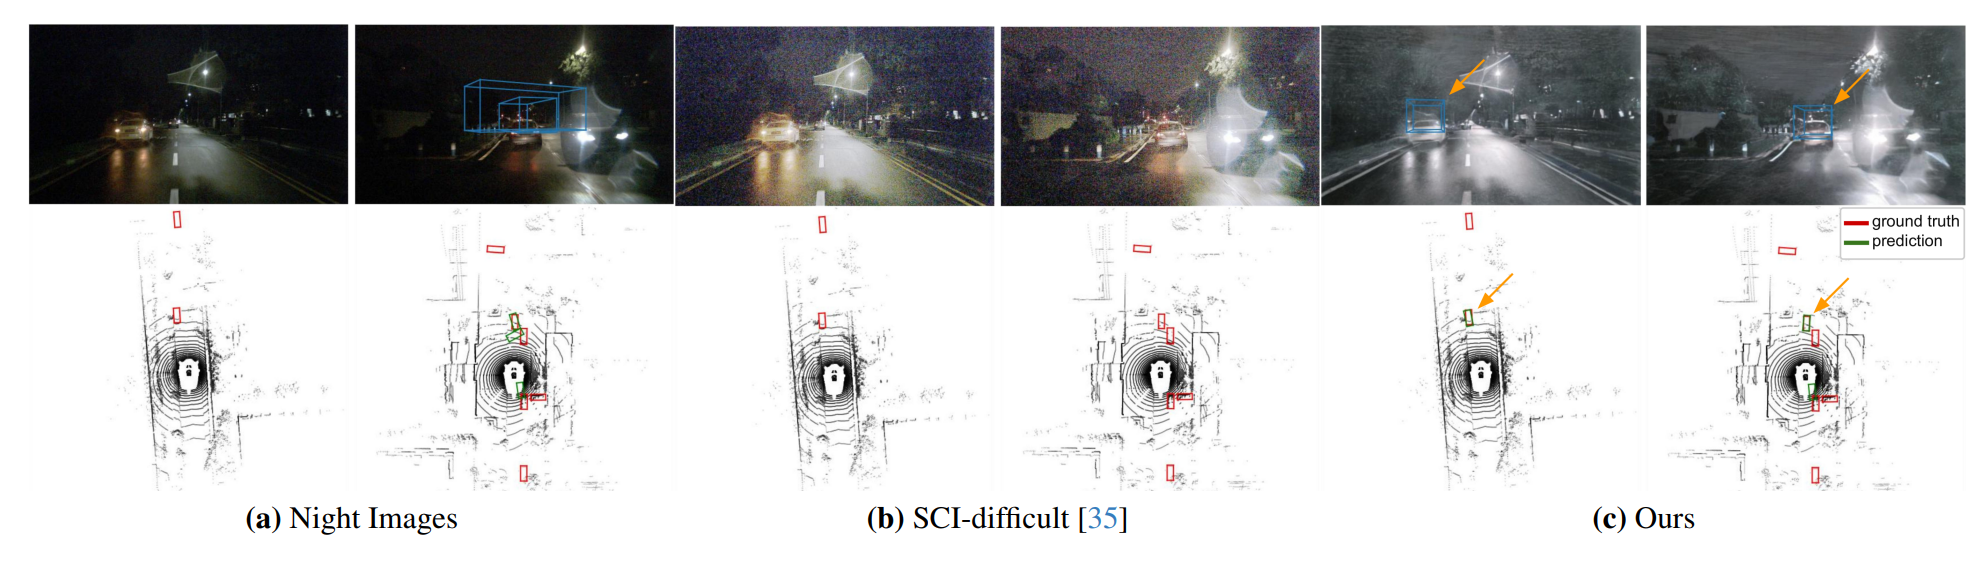 ground truth
prediction
(a) Night Images
(b) SCI-difficult [35]
(c) Ours